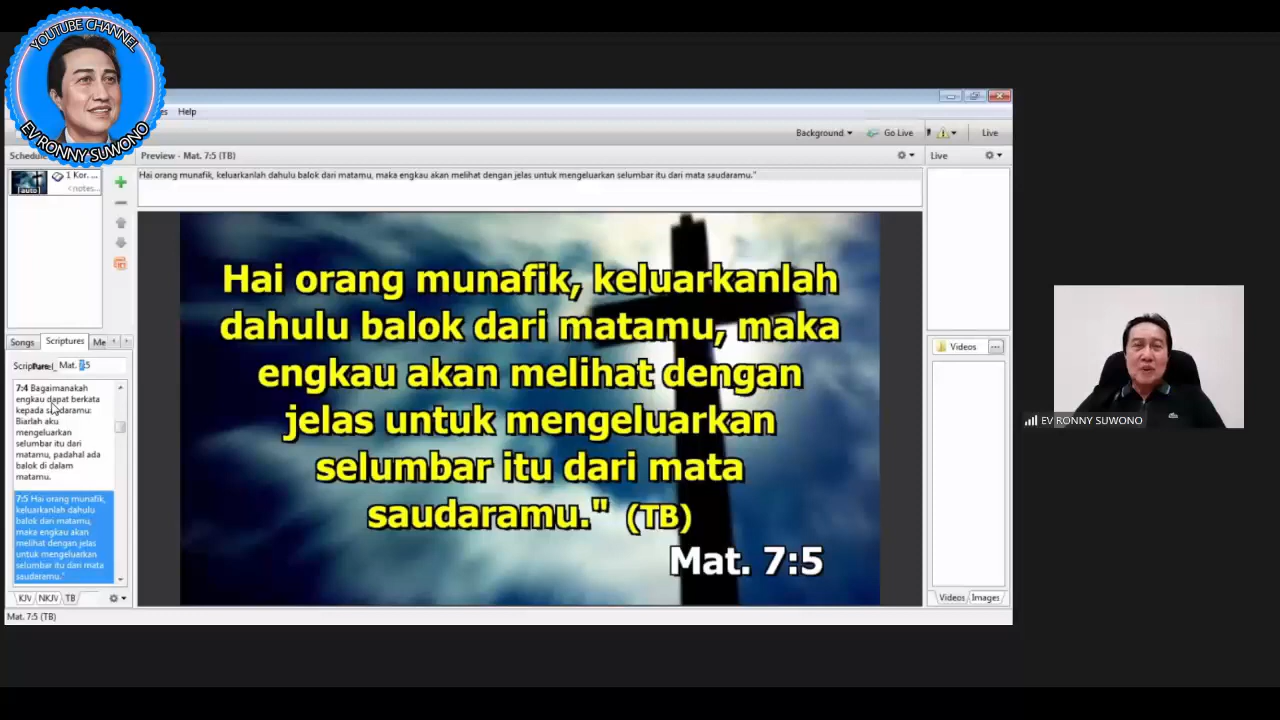 YOUTUBE CHANNEL
EV RONNY SUWONO
Help
Background
Go Live
Live
Preview - Mat. 7:5 (TB)
Live
1 Kor. ...
<notes...
[auto]
Hai orang munafik, keluarkanlah dahulu balok dari matamu, maka engkau akan melihat dengan jelas untuk mengeluarkan selumbar itu dari mata saudaramu."
Hai orang munafik, keluarkanlah
dahulu balok dari matamu, maka
engkau akan melihat dengan
jelas untuk mengeluarkan
selumbar itu dari mata
saudaramu." (TB)
Mat. 7:5
Songs
Scriptures
Me
Mat. 7:5
7:4 Bagaimanakah
engkau dapat berkata
kepada saudaramu:
Biarlah aku
mengeluarkan
selumbar itu dari
matamu, padahal ada
balok di dalam
matamu.
7:5 Hai orang munafik,
keluarkanlah dahulu
balok dari matamu,
maka engkau akan
melihat dengan jelas
untuk mengeluarkan
selumbar itu dari mata
saudaramu."
KJV
NKJV
TB
Mat. 7:5 (TB)
Videos
...
Videos
Images
EV RONNY SUWONO